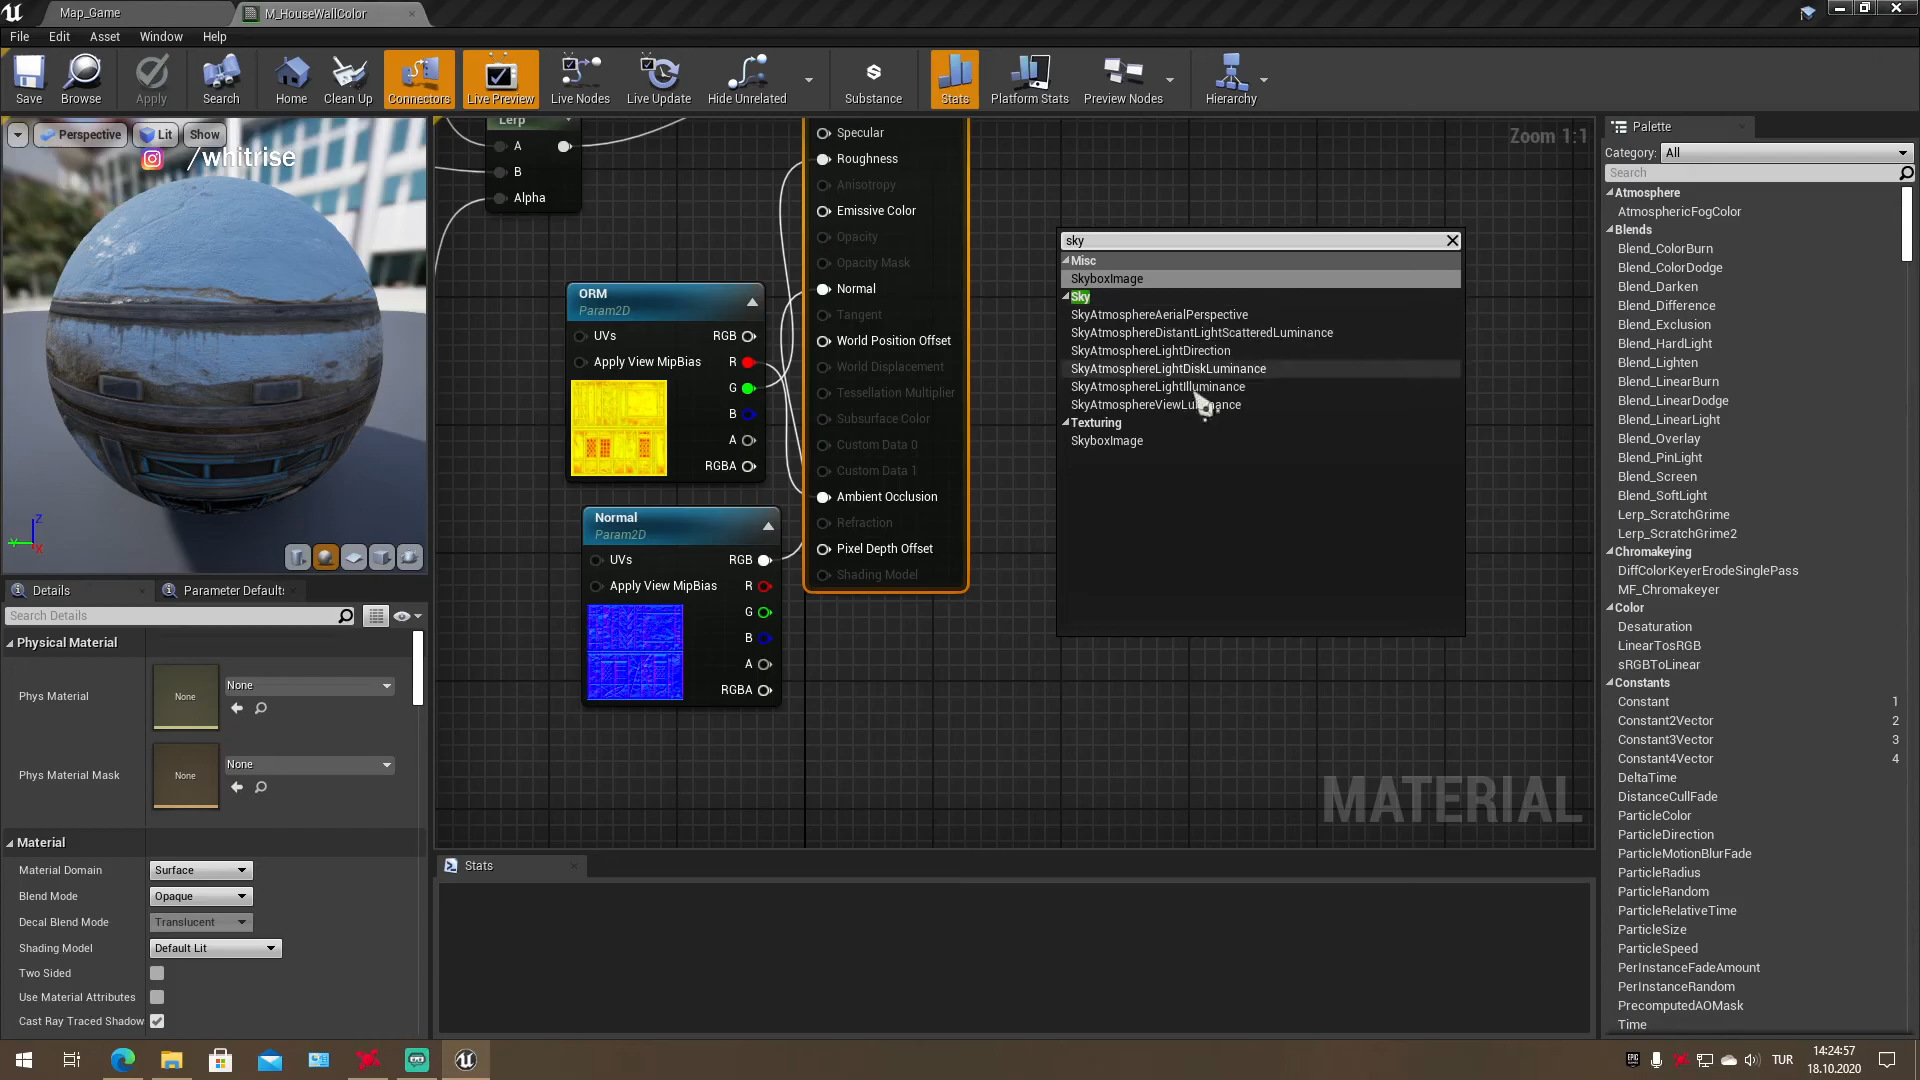 Map_Game
M_HouseWallColor
File Edit Asset Window Help
Save Browse Apply Search Home Clean Up Connectors Live Preview Live Nodes Live Update Hide Unrelated Substance Stats Platform Stats Preview Nodes Hierarchy
Perspective Lit Show
/whitrise
Z
Y
X
Details
Parameter Defaults
Search Details
Physical Material
Phys Material
None
None
Phys Material Mask
None
None
Material
Material Domain Surface
Blend Mode Opaque
Decal Blend Mode Translucent
Shading Model Default Lit
Two Sided
Use Material Attributes
Cast Ray Traced Shadow
Zoom 1:1
Lerp
A
B
Alpha
ORM
Param2D
UVs RGB
Apply View MipBias R
G
B
A
RGBA
Normal
Param2D
UVs RGB
Apply View MipBias R
G
B
A
RGBA
Specular
Roughness
Anisotropy
Emissive Color
Opacity
Opacity Mask
Normal
Tangent
World Position Offset
World Displacement
Tessellation Multiplier
Subsurface Color
Custom Data 0
Custom Data 1
Ambient Occlusion
Refraction
Pixel Depth Offset
Shading Model
sky
Misc
SkyboxImage
Sky
SkyAtmosphereAerialPerspective
SkyAtmosphereDistantLightScatteredLuminance
SkyAtmosphereLightDirection
SkyAtmosphereLightDiskLuminance
SkyAtmosphereLightIlluminance
SkyAtmosphereViewLuminance
Texturing
SkyboxImage
MATERIAL
Stats
Palette
Category: All
Search
Atmosphere
AtmosphericFogColor
Blends
Blend_ColorBurn
Blend_ColorDodge
Blend_Darken
Blend_Difference
Blend_Exclusion
Blend_HardLight
Blend_Lighten
Blend_LinearBurn
Blend_LinearDodge
Blend_LinearLight
Blend_Overlay
Blend_PinLight
Blend_Screen
Blend_SoftLight
Lerp_ScratchGrime
Lerp_ScratchGrime2
Chromakeying
DiffColorKeyerErodeSinglePass
MF_Chromakeyer
Color
Desaturation
LinearTosRGB
sRGBToLinear
Constants
Constant 1
Constant2Vector 2
Constant3Vector 3
Constant4Vector 4
DeltaTime
DistanceCullFade
ParticleColor
ParticleDirection
ParticleMotionBlurFade
ParticleRadius
ParticleRandom
ParticleRelativeTime
ParticleSize
ParticleSpeed
PerInstanceFadeAmount
PerInstanceRandom
PrecomputedAOMask
Time
EPIC
TUR
14:24:57
18.10.2020